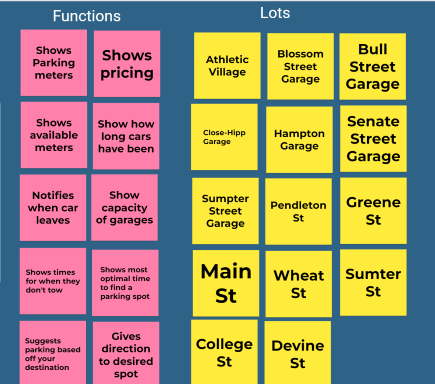 Functions
Lots
Shows
Parking
meters
Shows
pricing
Shows
available
meters
Show how
long cars
have been
Notifies
when car
leaves
Show
capacity
of garages
Shows times
for when they
don't tow
Shows most
optimal time
to find a
parking spot
Suggests
parking based
off your
destination
Gives
direction
to desired
spot
Athletic
Village
Blossom
Street
Garage
Bull
Street
Garage
Close-Hipp
Garage
Hampton
Garage
Senate
Street
Garage
Sumpter
Street
Garage
Pendleton
St
Greene
St
Main
St
Wheat
St
Sumter
St
College
St
Devine
St